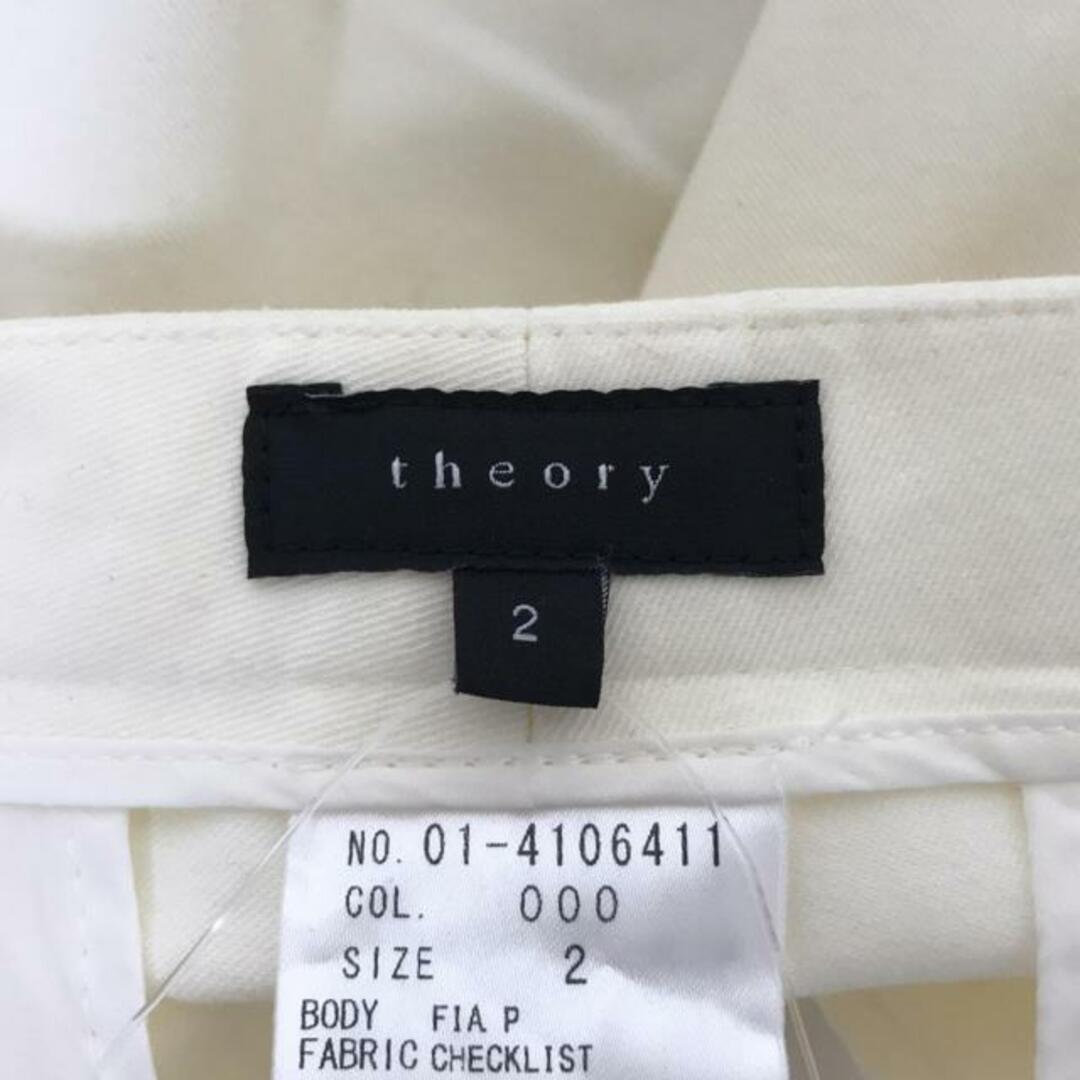 theory
2
NO. 01-4106411
COL. 000
SIZE 2
BODY FIA P
FABRIC CHECKLIST